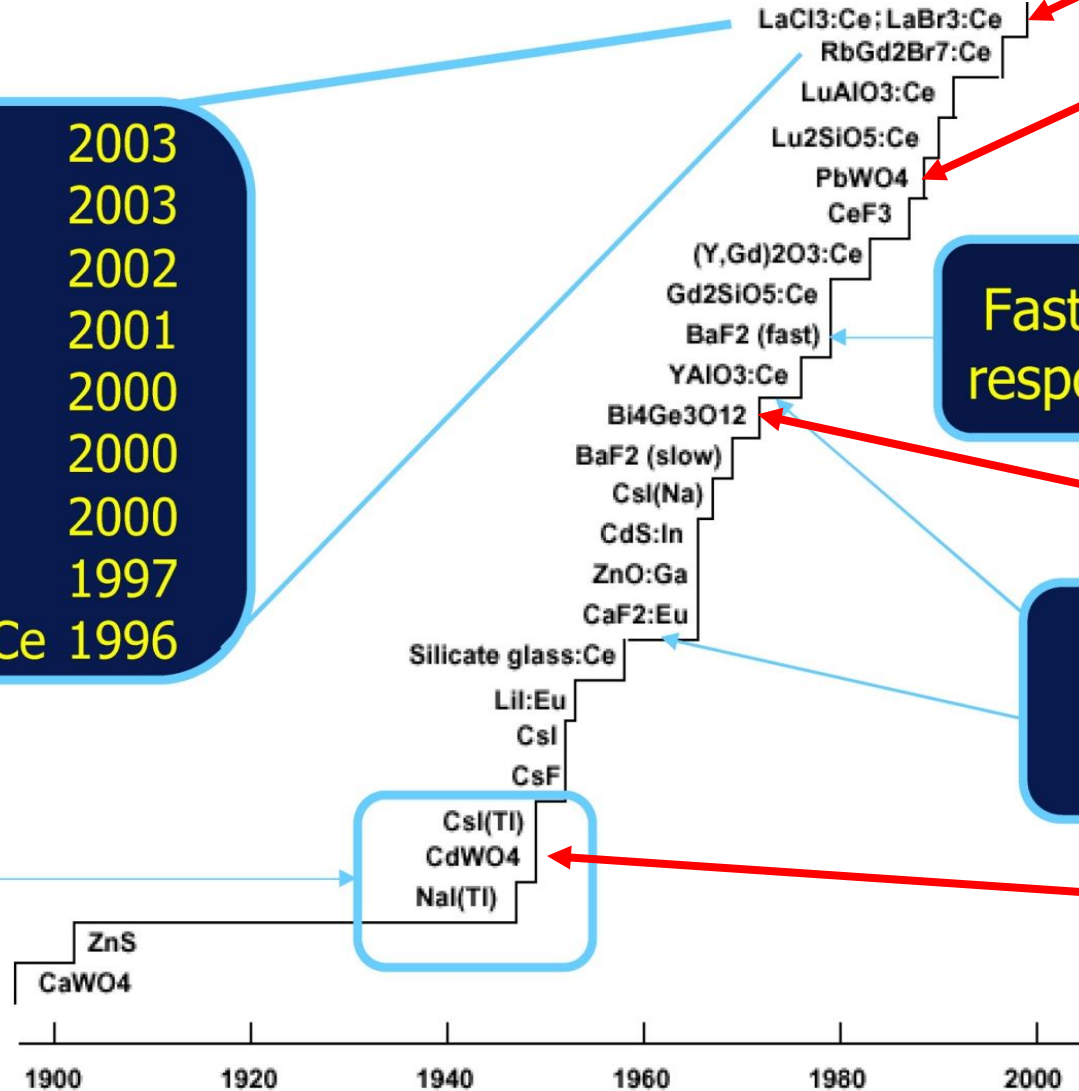 LaCl3:Ce; LaBr3:Ce
RbGd2Br7:Ce
LuAlO3:Ce
Lu2SiO5:Ce
PbWO4
CeF3
(Y,Gd)2O3:Ce
Gd2SiO5:Ce
BaF2 (fast)
YAlO3:Ce
Bi4Ge3O12
BaF2 (slow)
CsI(Na)
CdS:In
ZnO:Ga
CaF2:Eu
Silicate glass:Ce
LiI:Eu
CsI
CsF
CsI(Tl)
CdWO4
NaI(Tl)
ZnS
CaWO4
2003
2003
2002
2001
2000
2000
2000
1997
Ce 1996
Fast
respo
1900 1920 1940 1960 1980 2000